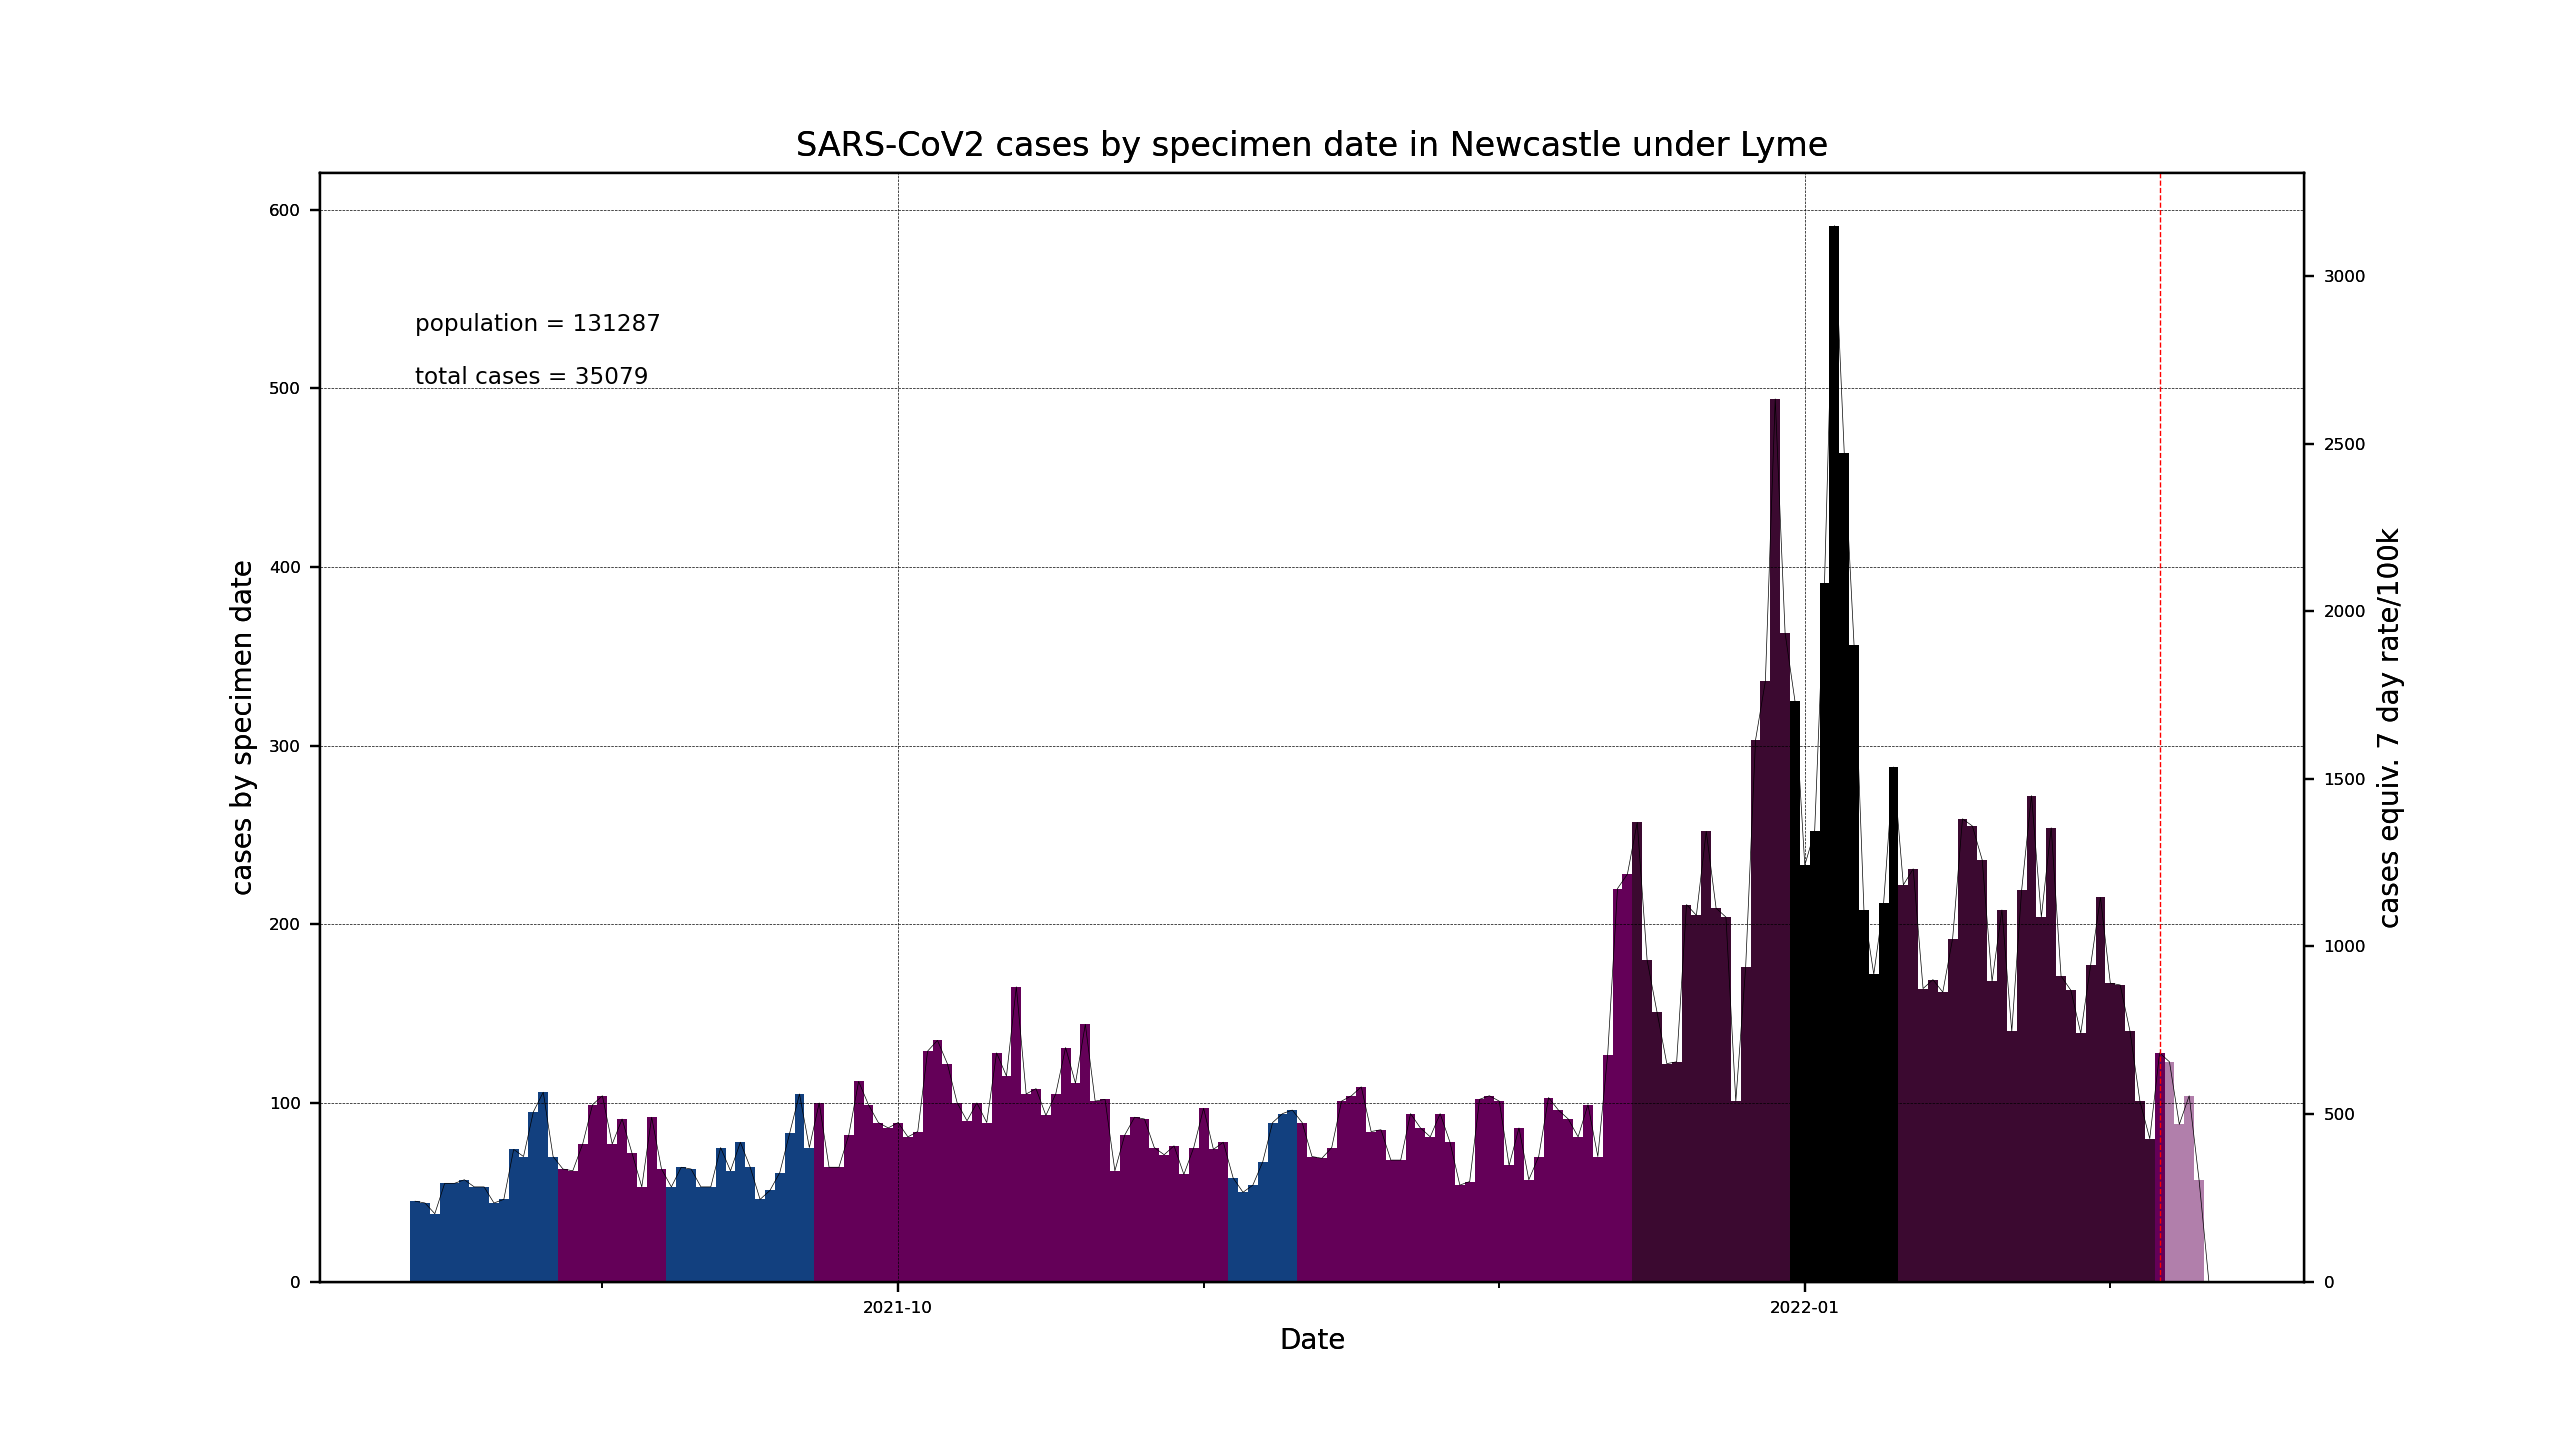 SARS-CoV2 cases by specimen date in Newcastle under Lyme
600
500
400
300
200
100
0
cases by specimen date
population = 131287
total cases = 35079
3000
2500
2000
1500
1000
500
0
cases equiv. 7 day rate/100k
2021-10
2022-01
Date